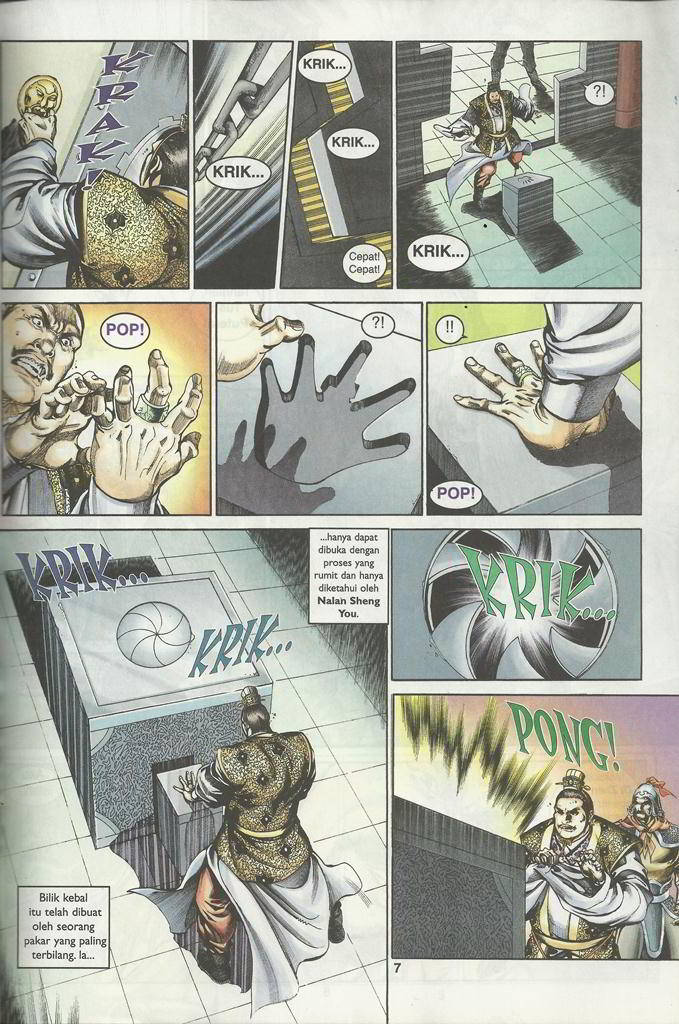 KRAK!
KRIK...
KRIK...
KRIK...
Cepat!
Cepat!
?!
KRIK...
POP!
?!
!!
POP!
KRIK...
KRIK...
Bilik kebal
itu telah dibuat
oleh seorang
pakar yang paling
terbilang. Ia...
...hanya dapat
dibuka dengan
proses yang
rumit dan hanya
diketahui oleh
Nalan Sheng
You.
KRIK...
PONG!
7